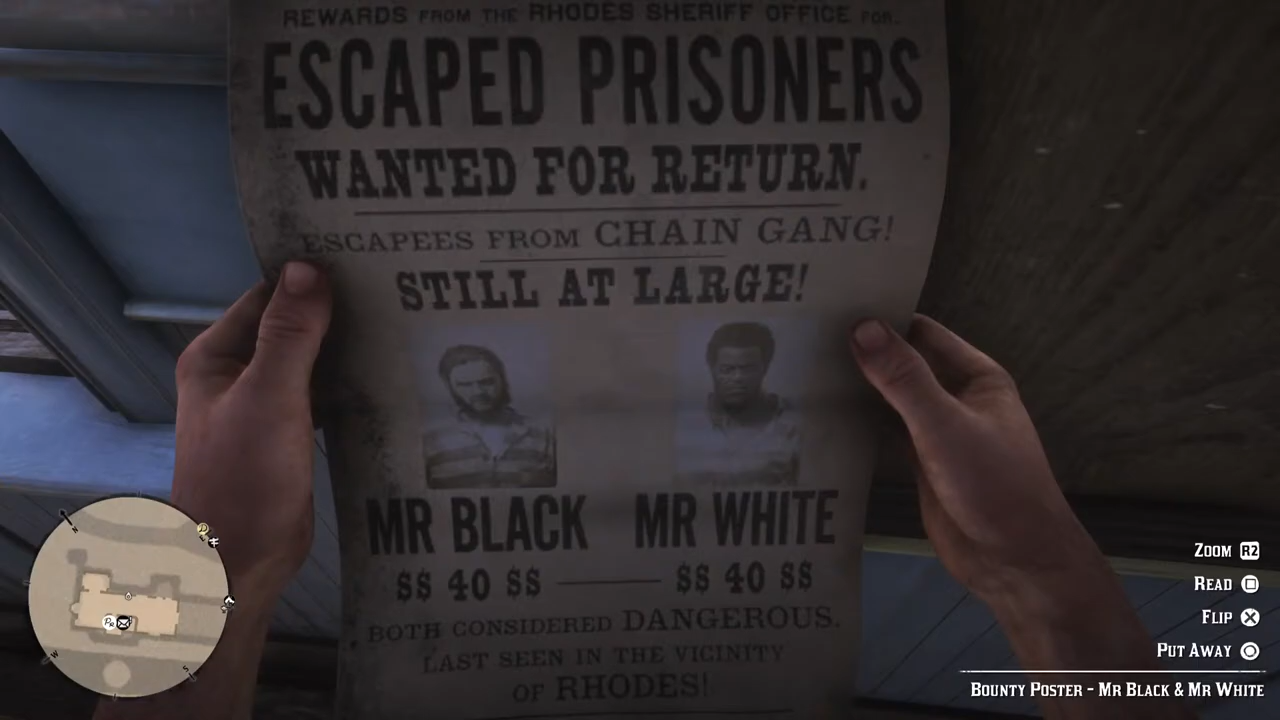 REWARDS FROM THE RHODES SHERIFF OFFICE FOR..
ESCAPED PRISONERS
WANTED FOR RETURN.
ESCAPEES FROM CHAIN GANG!
STILL AT LARGE!
MR BLACK MR WHITE
$$ 40 $$ $$ 40 $$
BOTH CONSIDERED DANGEROUS.
LAST SEEN IN THE VICINITY
OF RHODES!
N
W
S
PR
ZOOM R2
READ
FLIP
PUT AWAY
BOUNTY POSTER - MR BLACK & MR WHITE